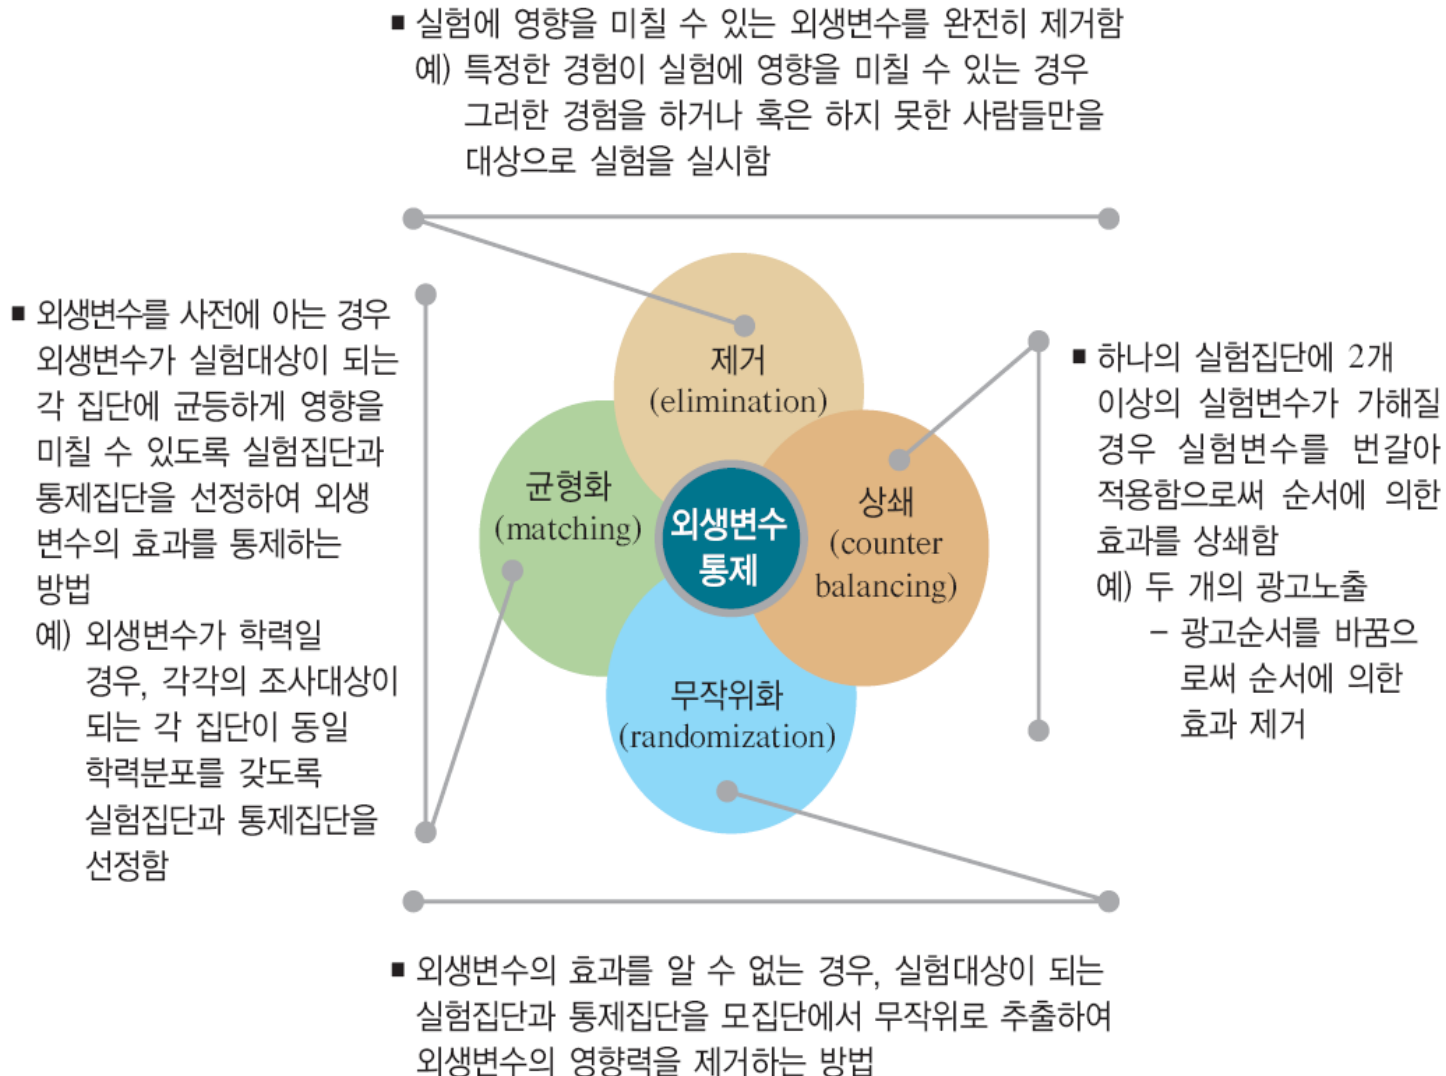 ■ 실험에 영향을 미칠 수 있는 외생변수를 완전히 제거함
예) 특정한 경험이 실험에 영향을 미칠 수 있는 경우
그러한 경험을 하거나 혹은 하지 못한 사람들만을
대상으로 실험을 실시함
■ 외생변수를 사전에 아는 경우
외생변수가 실험대상이 되는
각 집단에 균등하게 영향을
미칠 수 있도록 실험집단과
통제집단을 선정하여 외생
변수의 효과를 통제하는
방법
예) 외생변수가 학력일
경우, 각각의 조사대상이
되는 각 집단이 동일
학력분포를 갖도록
실험집단과 통제집단을
선정함
제거
(elimination)
균형화
(matching)
외생변수
통제
상쇄
(counter
balancing)
무작위화
(randomization)
■ 하나의 실험집단에 2개
이상의 실험변수가 가해질
경우 실험변수를 번갈아
적용함으로써 순서에 의한
효과를 상쇄함
예) 두 개의 광고노출
– 광고순서를 바꿈으
로써 순서에 의한
효과 제거
■ 외생변수의 효과를 알 수 없는 경우, 실험대상이 되는
실험집단과 통제집단을 모집단에서 무작위로 추출하여
외생변수의 영향력을 제거하는 방법